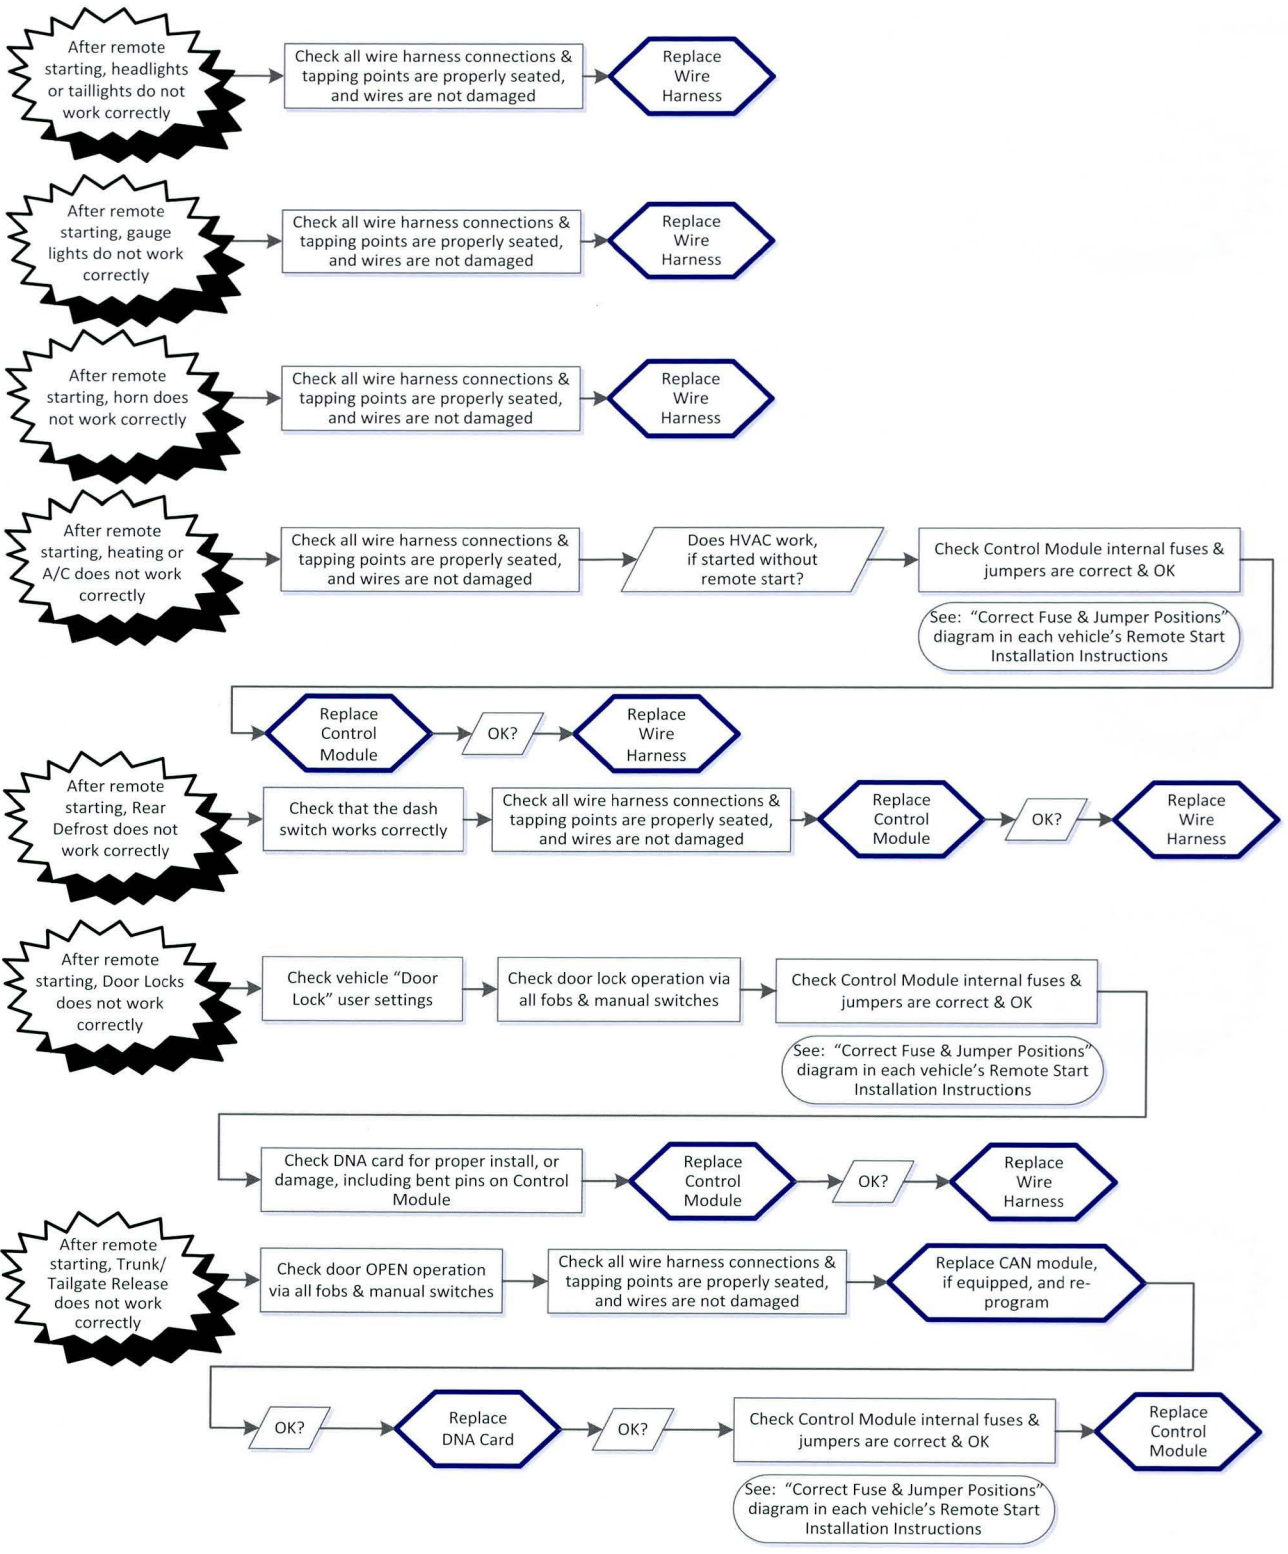 After remote
starting, headlights
or taillights do not
work correctly
Check all wire harness connections &
tapping points are properly seated,
and wires are not damaged
Replace
Wire
Harness
After remote
starting, gauge
lights do not work
correctly
Check all wire harness connections &
tapping points are properly seated,
and wires are not damaged
Replace
Wire
Harness
After remote
starting, horn does
not work correctly
Check all wire harness connections &
tapping points are properly seated,
and wires are not damaged
Replace
Wire
Harness
After remote
starting, heating or
A/C does not work
correctly
Check all wire harness connections &
tapping points are properly seated,
and wires are not damaged
Does HVAC work,
if started without
remote start?
Check Control Module internal fuses &
jumpers are correct & OK
See: “Correct Fuse & Jumper Positions”
diagram in each vehicle’s Remote Start
Installation Instructions
Replace
Control
Module
OK?
Replace
Wire
Harness
After remote
starting, Rear
Defrost does not
work correctly
Check that the dash
switch works correctly
Check all wire harness connections &
tapping points are properly seated,
and wires are not damaged
Replace
Control
Module
OK?
Replace
Wire
Harness
After remote
starting, Door Locks
does not work
correctly
Check vehicle “Door
Lock” user settings
Check door lock operation via
all fobs & manual switches
Check Control Module internal fuses &
jumpers are correct & OK
See: “Correct Fuse & Jumper Positions”
diagram in each vehicle’s Remote Start
Installation Instructions
Check DNA card for proper install, or
damage, including bent pins on Control
Module
Replace
Control
Module
OK?
Replace
Wire
Harness
After remote
starting, Trunk/
Tailgate Release
does not work
correctly
Check door OPEN operation
via all fobs & manual switches
Check all wire harness connections &
tapping points are properly seated,
and wires are not damaged
Replace CAN module,
if equipped, and re-
program
OK?
Replace
DNA Card
OK?
Check Control Module internal fuses &
jumpers are correct & OK
See: “Correct Fuse & Jumper Positions”
diagram in each vehicle’s Remote Start
Installation Instructions
Replace
Control
Module